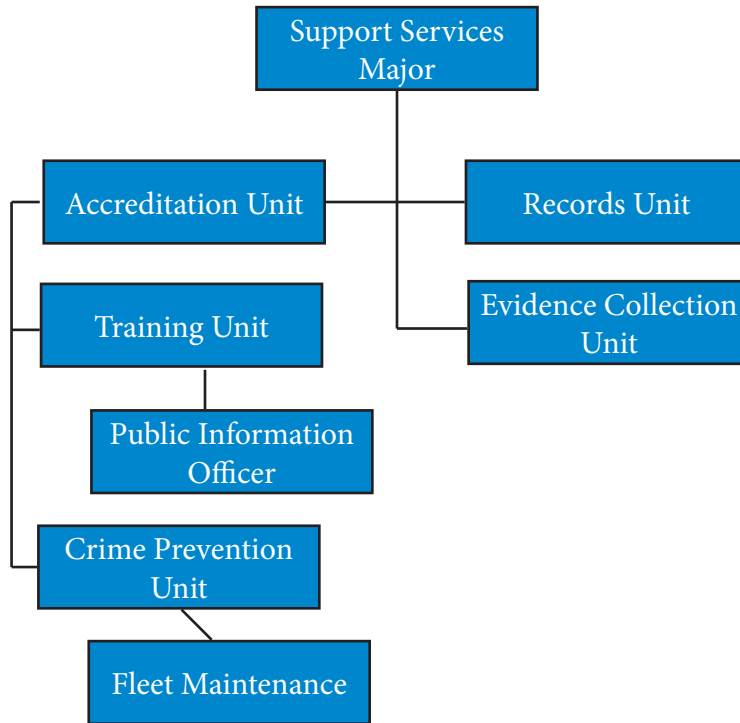 Support Services
Major
Accreditation Unit
Records Unit
Training Unit
Evidence Collection
Unit
Public Information
Officer
Crime Prevention
Unit
Fleet Maintenance